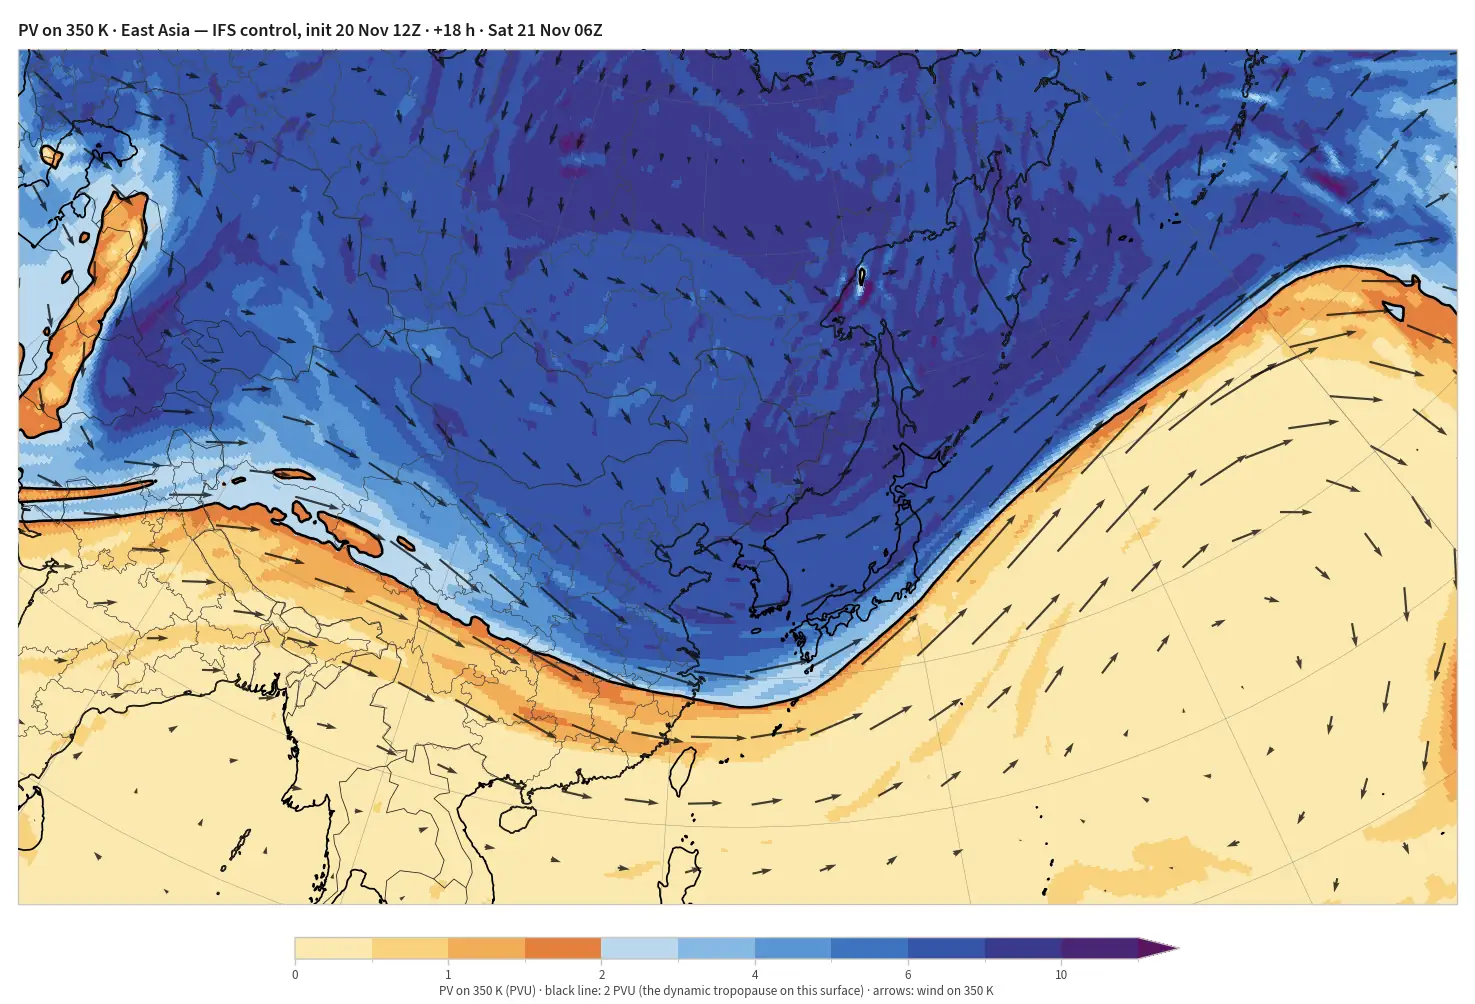 PV on 350 K · East Asia — IFS control, init 20 Nov 12Z · +18 h · Sat 21 Nov 06Z
0 1 2 4 6 10
PV on 350 K (PVU) · black line: 2 PVU (the dynamic tropopause on this surface) · arrows: wind on 350 K